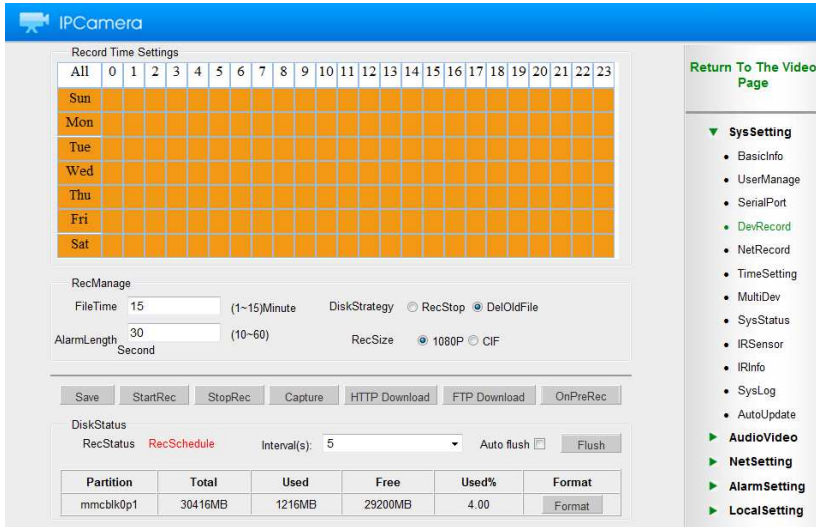 IPCamera
Record Time Settings
All 0 1 2 3 4 5 6 7 8 9 10 11 12 13 14 15 16 17 18 19 20 21 22 23
Sun
Mon
Tue
Wed
Thu
Fri
Sat
RecManage
FileTime 15 (1~15)Minute DiskStrategy RecStop DelOldFile
AlarmLength 30 (10~60) RecSize 1080P CIF
Second
Save StartRec StopRec Capture HTTP Download FTP Download OnPreRec
DiskStatus
RecStatus RecSchedule Interval(s): 5 Auto flush Flush
Partition Total Used Free Used% Format
mmcblk0p1 30416MB 1216MB 29200MB 4.00 Format
Return To The Video
Page
SysSetting
BasicInfo
UserManage
SerialPort
DevRecord
NetRecord
TimeSetting
MultiDev
SysStatus
IRSensor
IRInfo
SysLog
AutoUpdate
AudioVideo
NetSetting
AlarmSetting
LocalSetting